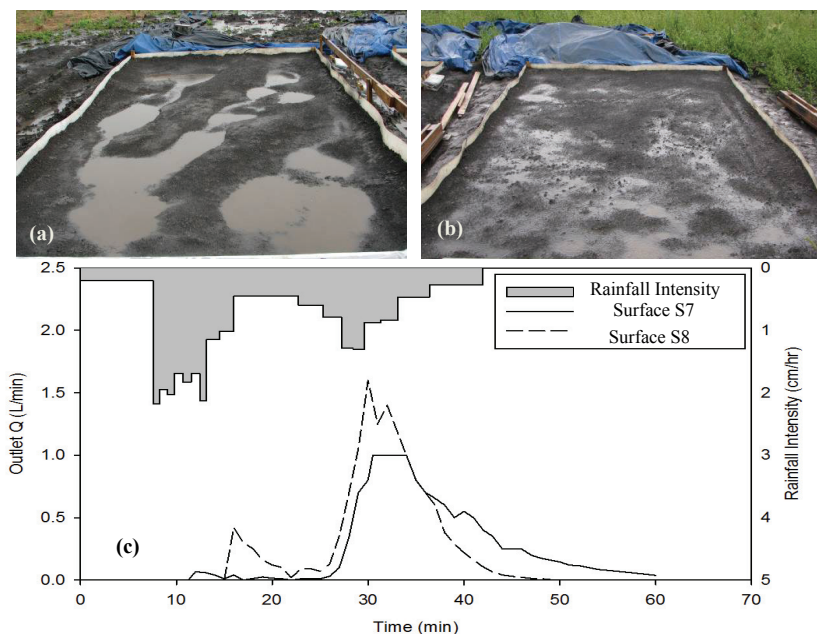 (a)
(b)
2.5
2.0
1.5
1.0
0.5
0.0
Outlet Q (L/min)
0
1
2
3
4
5
Rainfall Intensity (cm/hr)
Rainfall Intensity
Surface S7
Surface S8
(c)
0 10 20 30 40 50 60 70
Time (min)